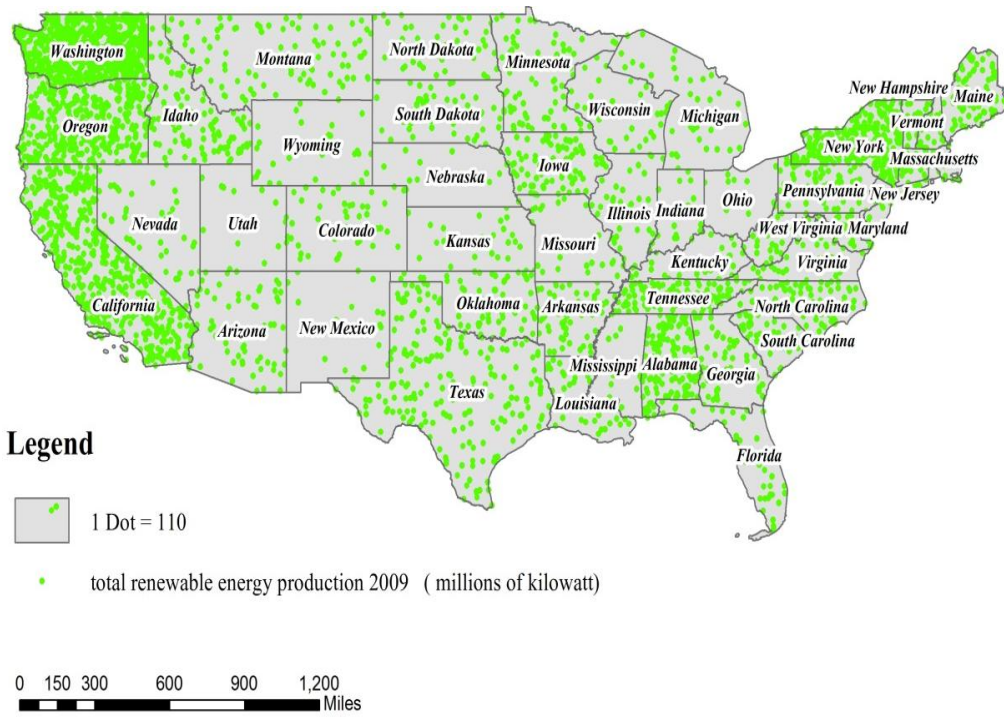 Washington
Montana
North Dakota
Minnesota
Oregon
Idaho
South Dakota
Wisconsin
Michigan
New Hampshire
Maine
Vermont
Wyoming
New York
Massachusetts
Iowa
Nebraska
Pennsylvania
New Jersey
Nevada
Utah
Colorado
Kansas
Illinois
Indiana
Ohio
Missouri
West Virginia
Maryland
Kentucky
Virginia
California
Arizona
New Mexico
Oklahoma
Arkansas
Tennessee
North Carolina
South Carolina
Mississippi
Alabama
Georgia
Texas
Louisiana
Florida
Legend
1 Dot = 110
total renewable energy production 2009 ( millions of kilowatt)
0 150 300 600 900 1,200
Miles